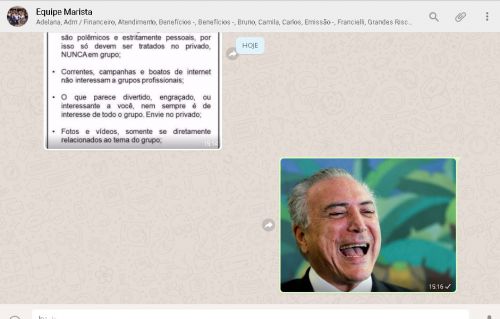 Equipe Marista
Adelana, Adm / Financeiro, Atendimento, Benefícios -, Benefícios -, Bruno, Camila, Carlos, Emissão -, Francielli, Grandes Risc...
HOJE
são polêmicos e estritamente pessoais, por
isso só devem ser tratados no privado,
NUNCA em grupo;
• Correntes, campanhas e boatos de internet
não interessam a grupos profissionais;
• O que parece divertido, engraçado, ou
interessante a você, nem sempre é de
interesse de todo o grupo. Envie no privado;
• Fotos e vídeos, somente se diretamente
relacionados ao tema do grupo;
15:14
15:16